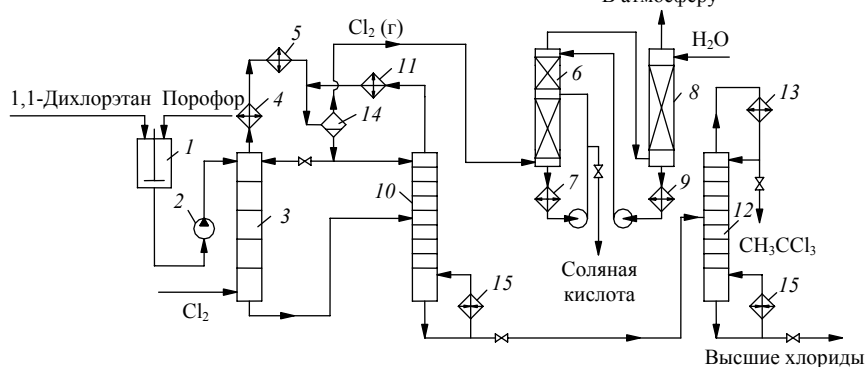 В атмосферу
Cl₂ (г)
H₂O
5
11
6
8
13
1,1-Дихлорэтан
Порофор
4
14
1
2
3
10
7
9
12
CH₃CCl₃
15
Соляная
кислота
15
Cl₂
Высшие хлориды